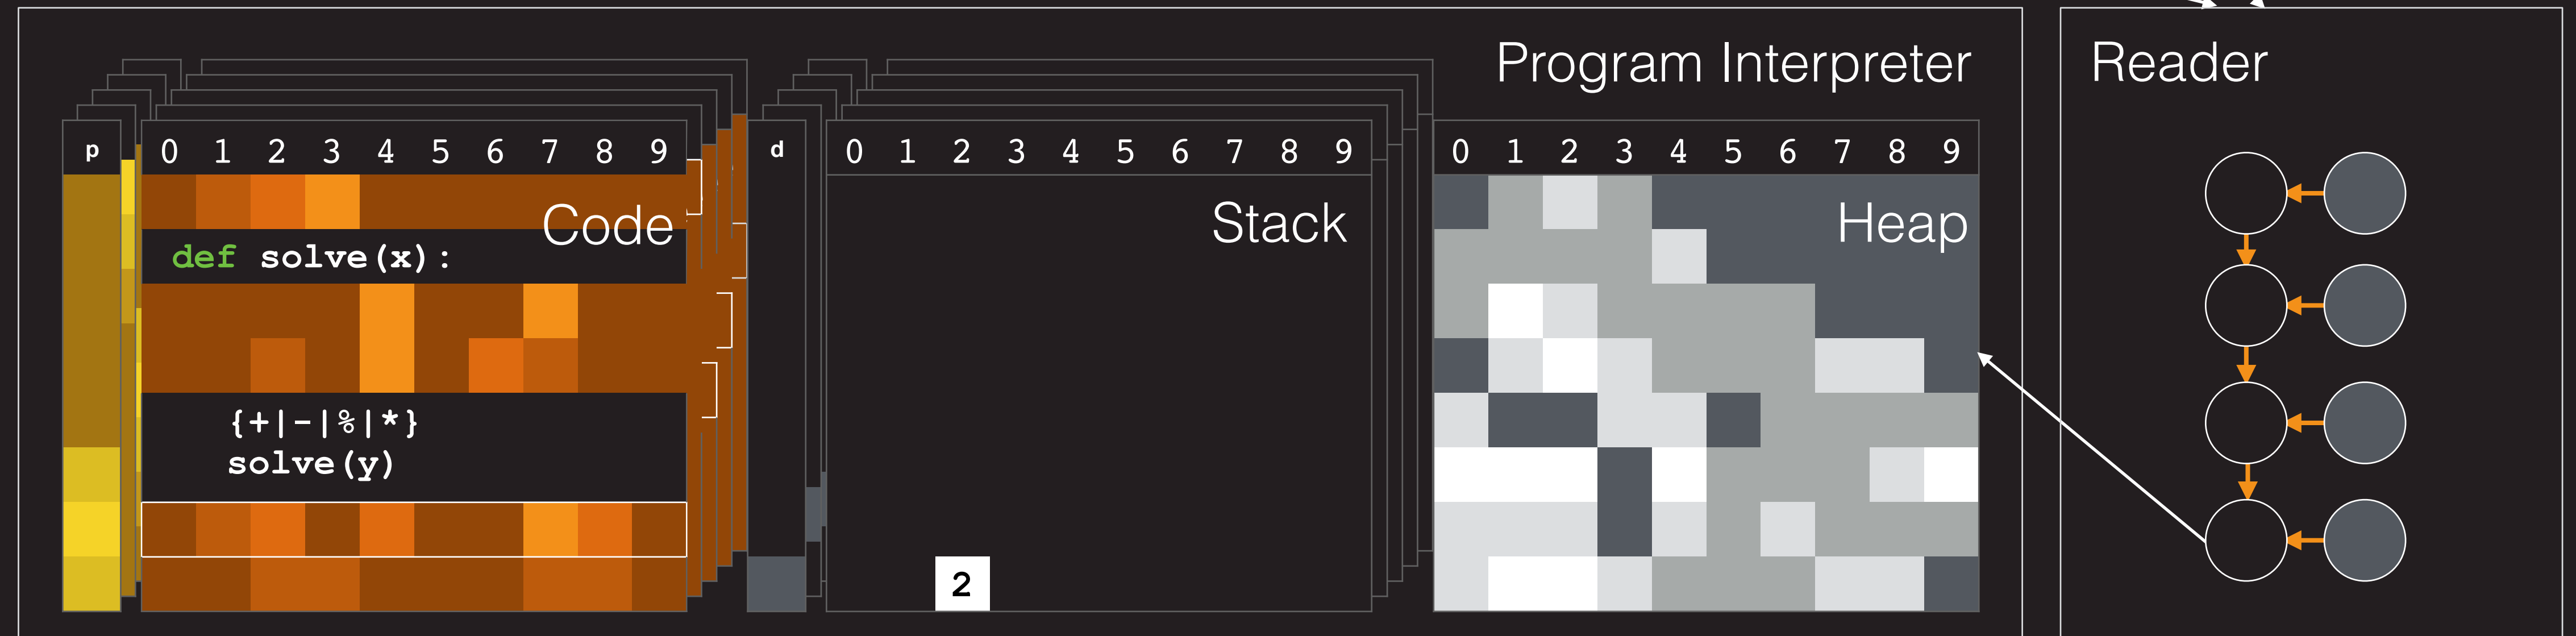 Program Interpreter
Reader
p 0 1 2 3 4 5 6 7 8 9
d 0 1 2 3 4 5 6 7 8 9
0 1 2 3 4 5 6 7 8 9
Code
Stack
Heap
def solve(x):
{+|-|%|*}
solve(y)
2